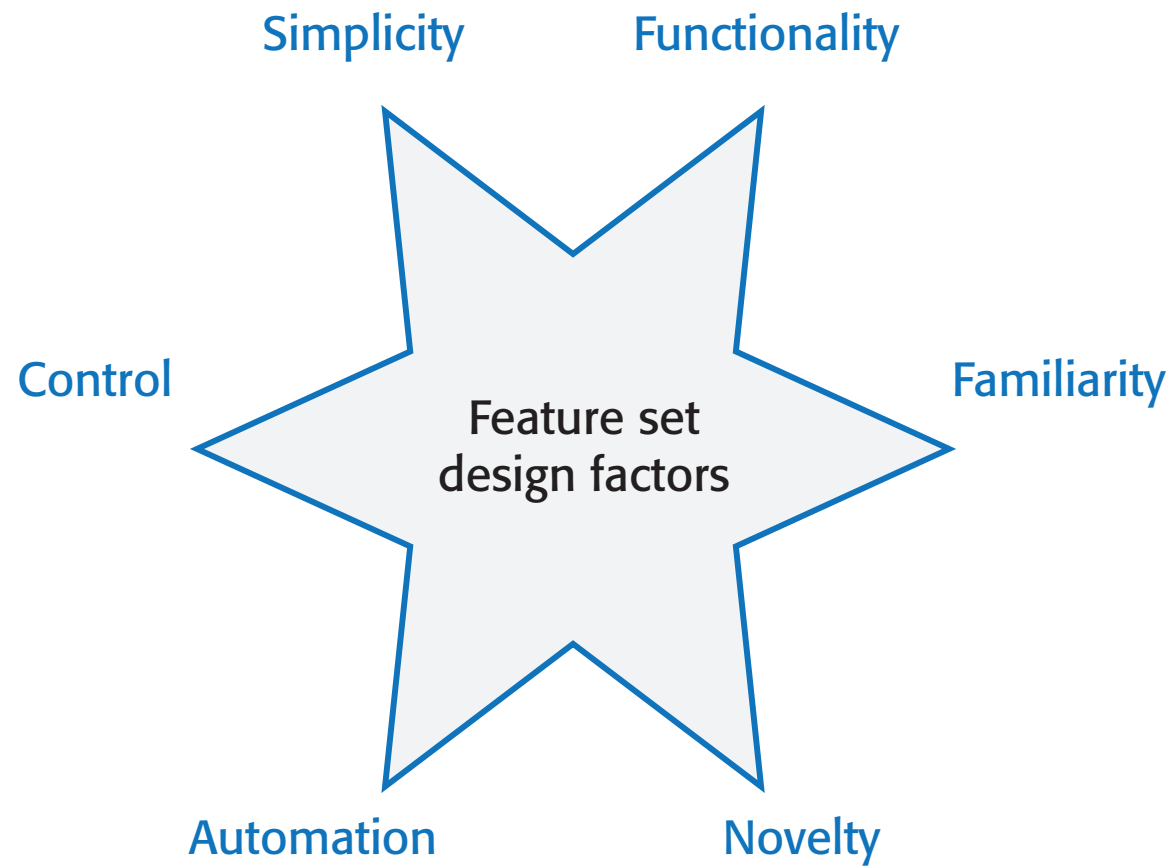 Simplicity
Functionality
Control
Familiarity
Feature set
design factors
Automation
Novelty